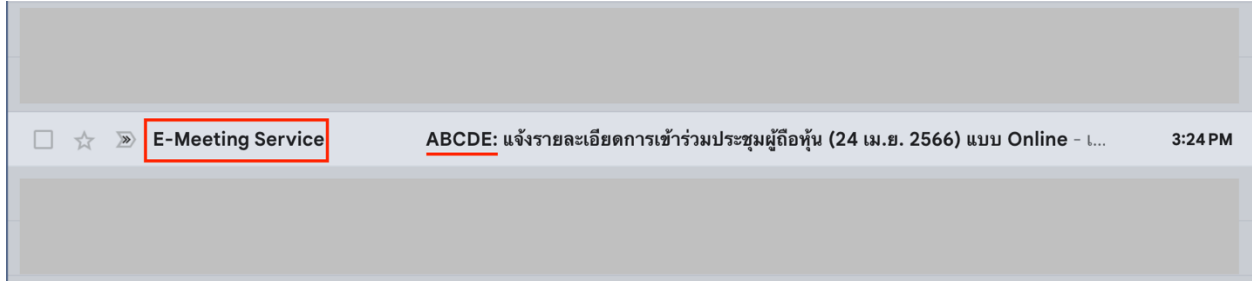 E-Meeting Service ABCDE: แจ้งรายละเอียดการเข้าร่วมประชุมผู้ถือหุ้น (24 เม.ย. 2566) แบบ Online - เ... 3:24 PM